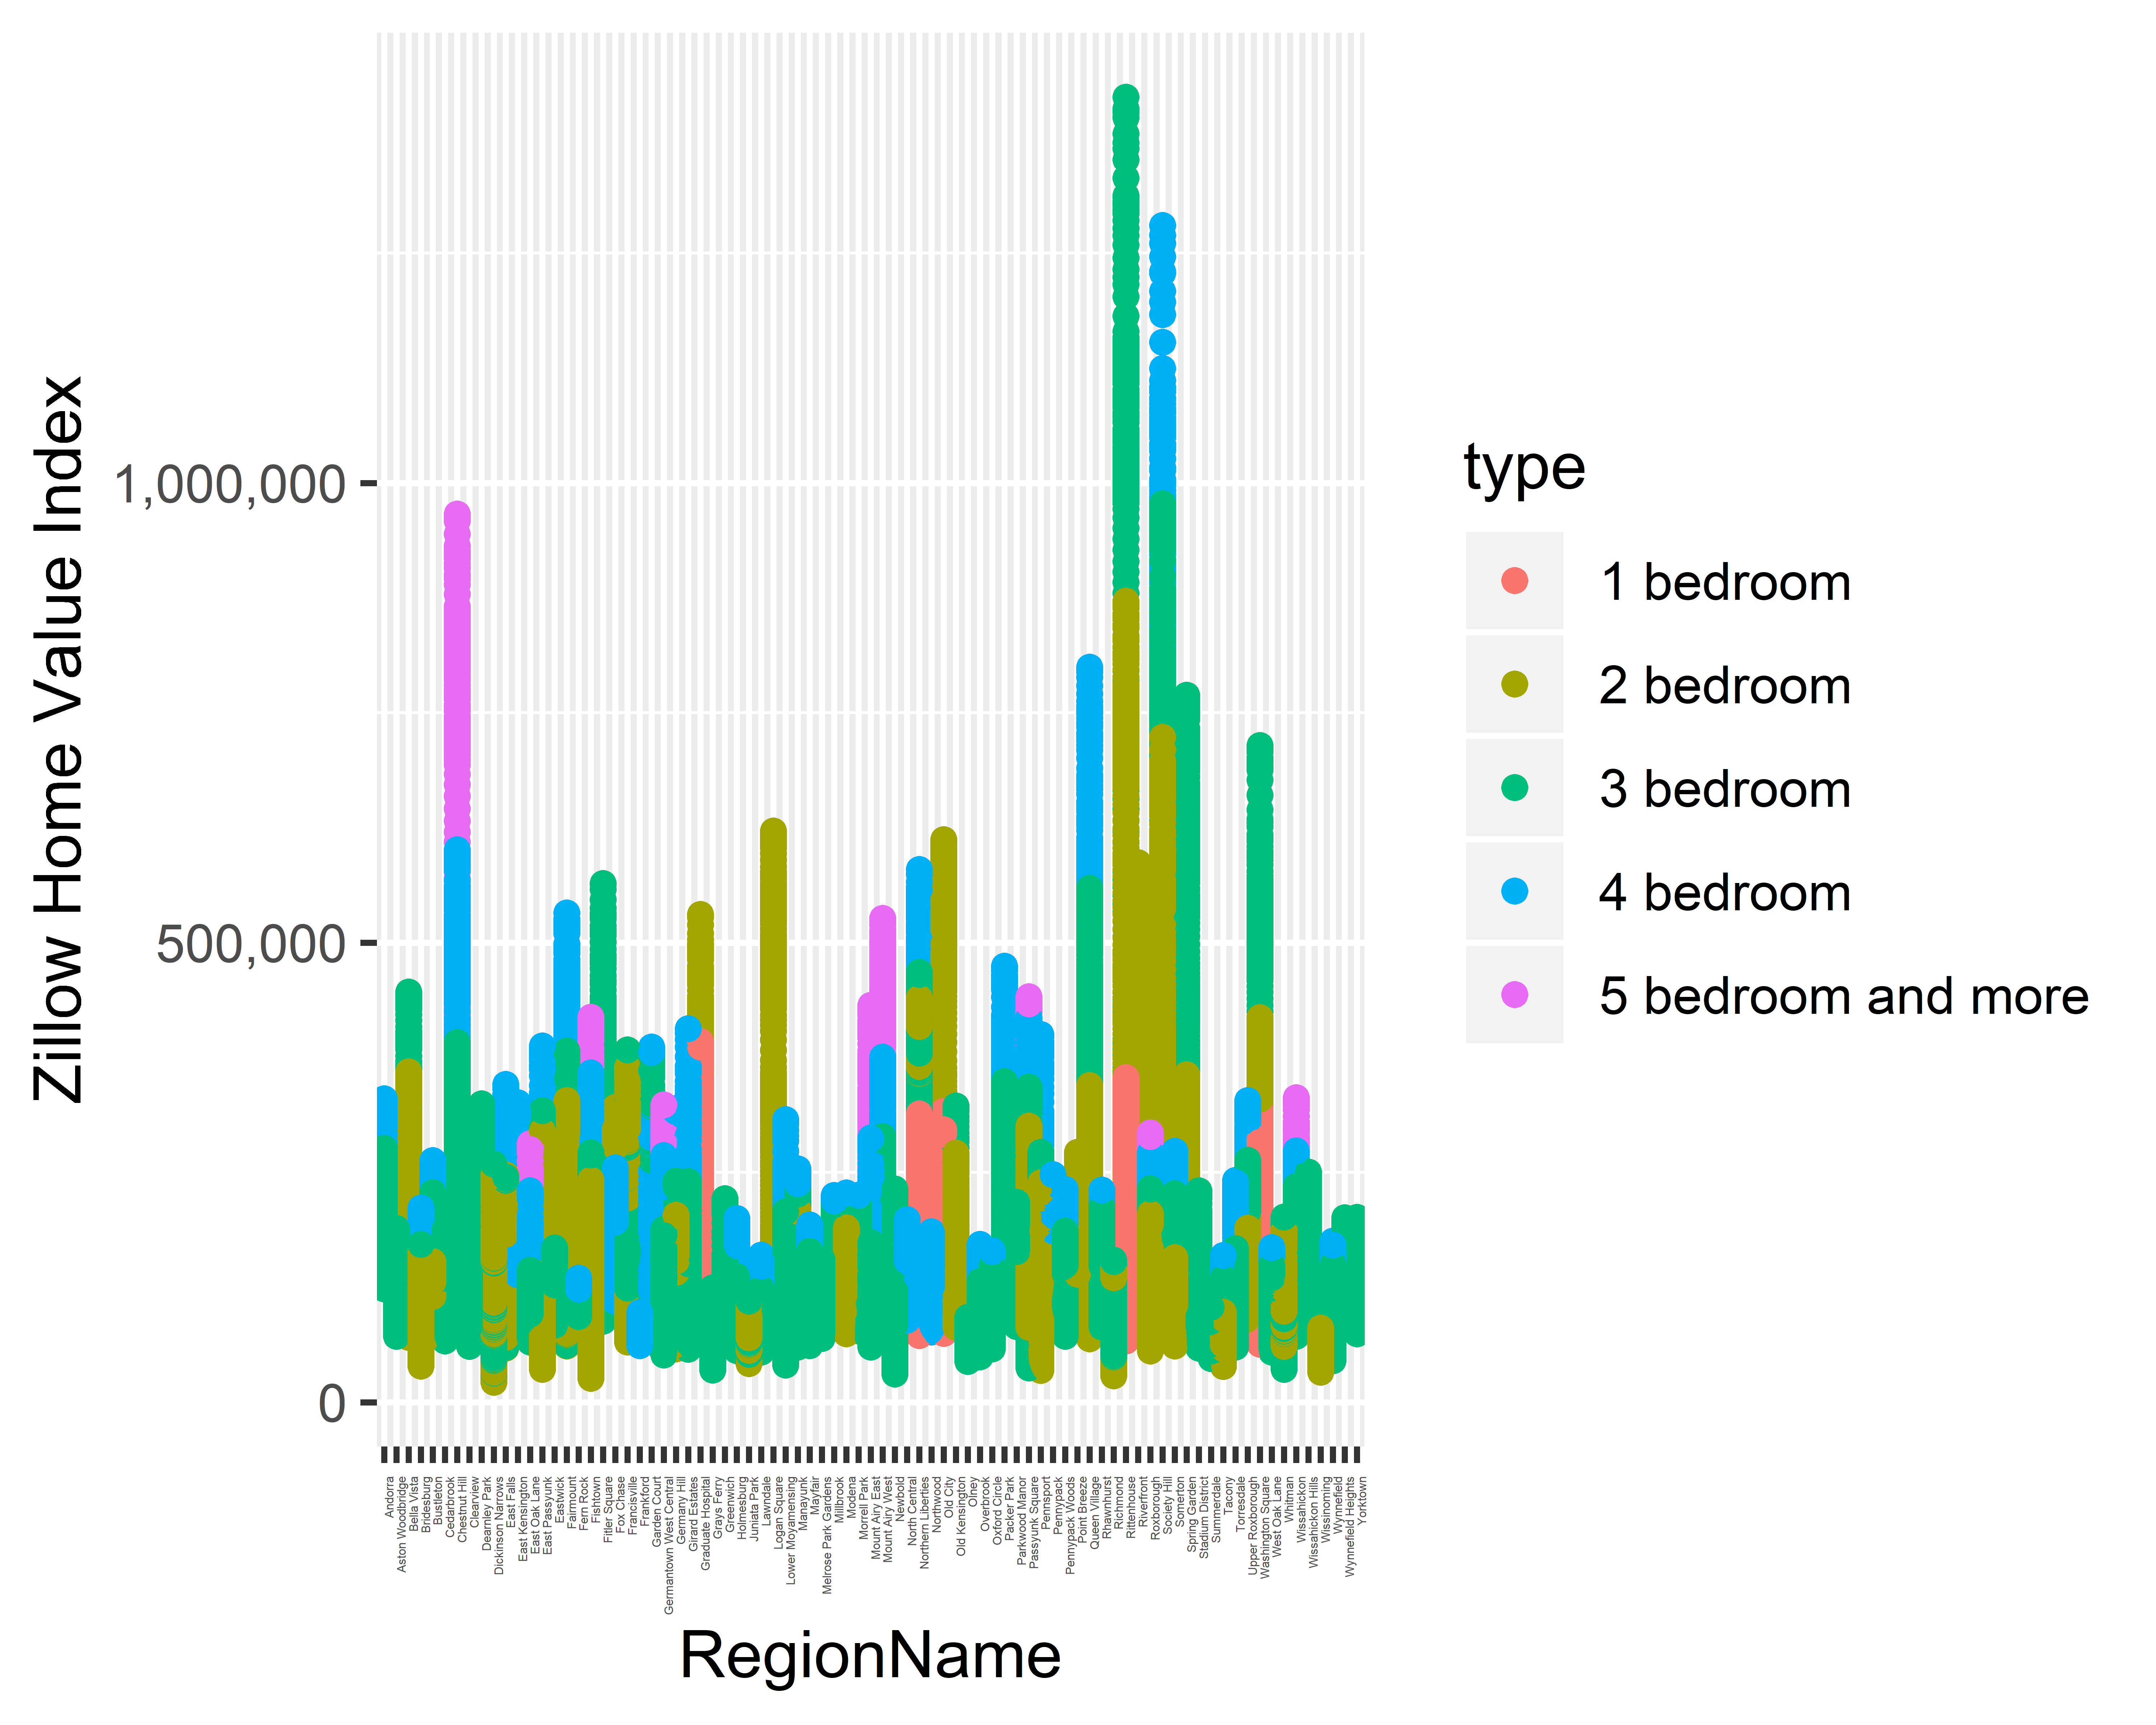 Zillow Home Value Index
1,000,000
500,000
0
type
1 bedroom
2 bedroom
3 bedroom
4 bedroom
5 bedroom and more
Andorra
Aston Woodbridge
Bella Vista
Bridesburg
Bustleton
Cedarbrook
Chestnut Hill
Clearview
Dearnley Park
Dickinson Narrows
East Falls
East Kensington
East Oak Lane
East Passyunk
Eastwick
Fairmount
Fern Rock
Fishtown
Fitler Square
Fox Chase
Francisville
Frankford
Garden Court
Germantown West Central
Germany Hill
Girard Estates
Graduate Hospital
Grays Ferry
Greenwich
Holmesburg
Juniata Park
Lawndale
Logan Square
Lower Moyamensing
Manayunk
Mayfair
Melrose Park Gardens
Millbrook
Modena
Morrell Park
Mount Airy East
Mount Airy West
Newbold
North Central
Northern Liberties
Northwood
Old City
Old Kensington
Olney
Overbrook
Oxford Circle
Packer Park
Parkwood Manor
Passyunk Square
Pennsport
Pennypack
Pennypack Woods
Point Breeze
Queen Village
Rhawnhurst
Richmond
Rittenhouse
Riverfront
Roxborough
Society Hill
Somerton
Spring Garden
Stadium District
Summerdale
Tacony
Torresdale
Upper Roxborough
Washington Square
West Oak Lane
Whitman
Wissahickon
Wissahickon Hills
Wissinoming
Wynnefield
Wynnefield Heights
Yorktown
RegionName